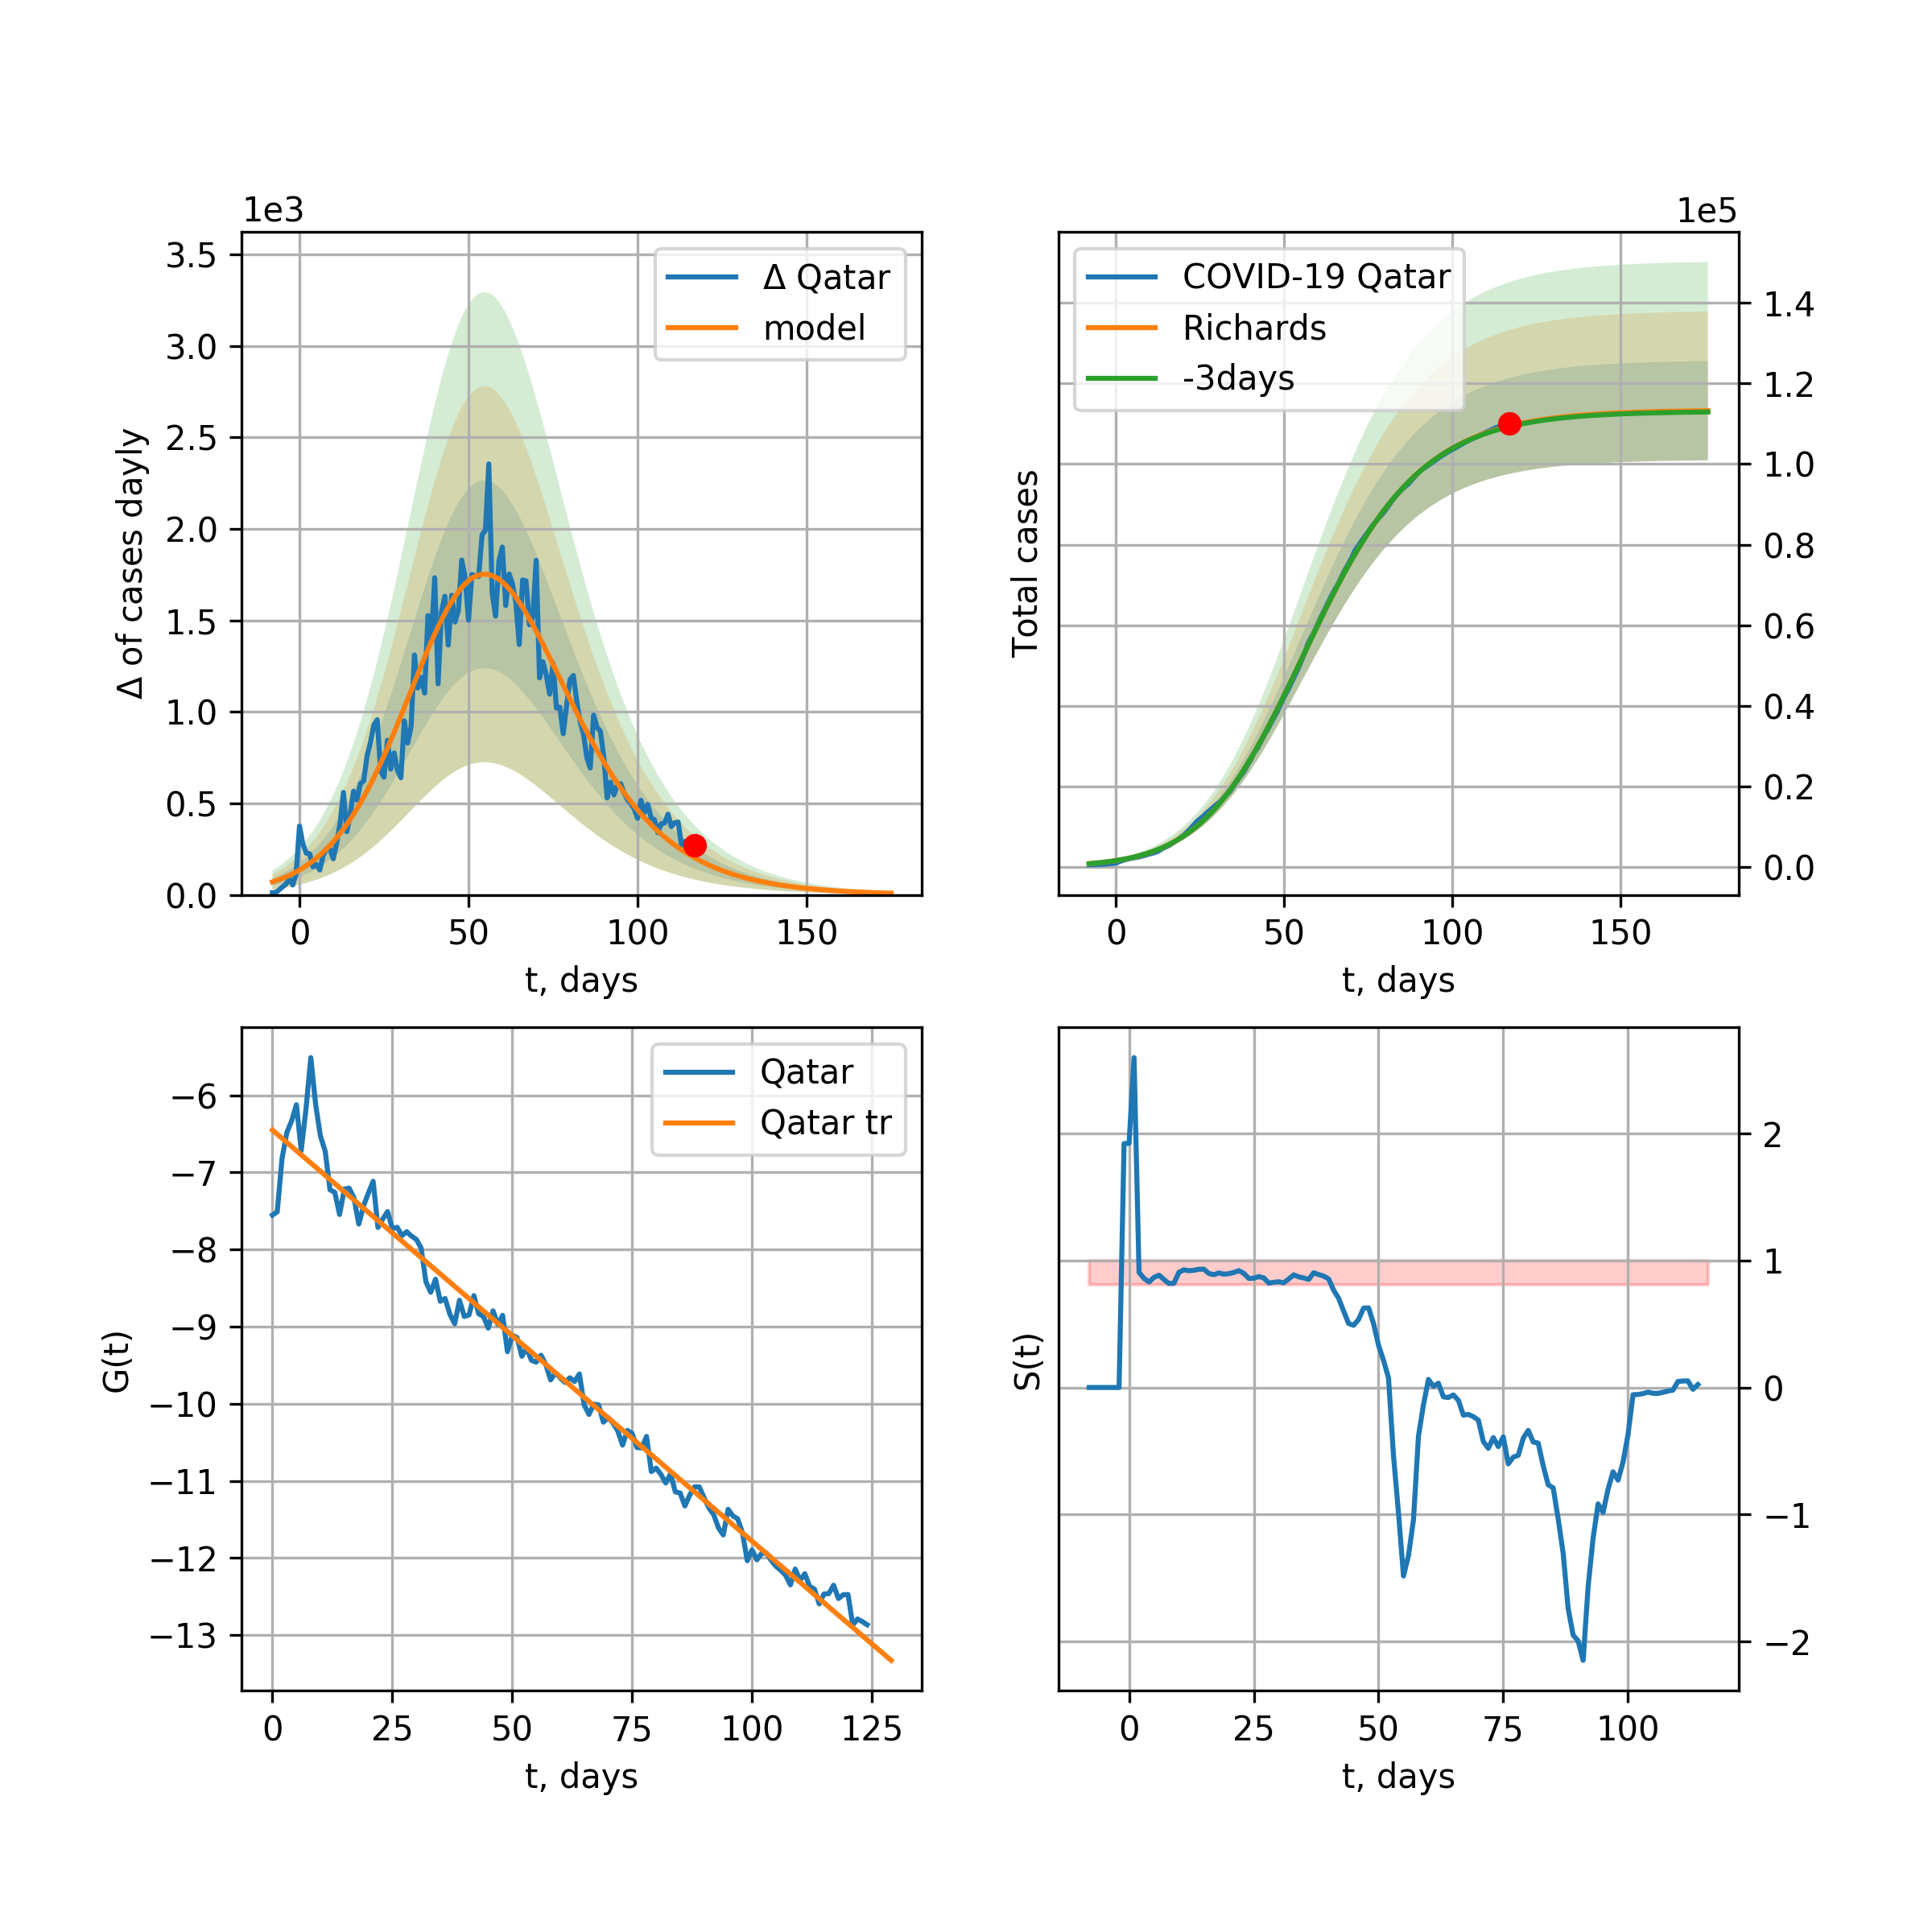 1e3
3.5
3.0
2.5
2.0
1.5
1.0
0.5
0.0
Δ of cases dayly
Δ Qatar
model
0 50 100 150
t, days
1e5
COVID-19 Qatar
Richards
-3days
Total cases
1.4
1.2
1.0
0.8
0.6
0.4
0.2
0.0
0 50 100 150
t, days
−6
−7
−8
−9
−10
−11
−12
−13
G(t)
Qatar
Qatar tr
0 25 50 75 100 125
t, days
S(t)
2
1
0
−1
−2
0 25 50 75 100
t, days